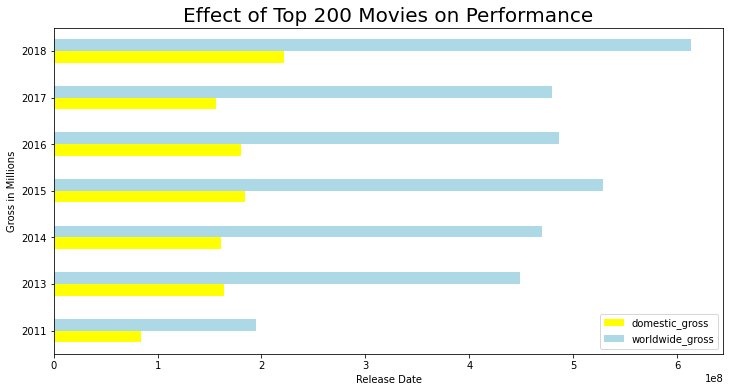 Effect of Top 200 Movies on Performance
Gross in Millions
2018
2017
2016
2015
2014
2013
2011
domestic_gross
worldwide_gross
0 1 2 3 4 5 6
1e8
Release Date